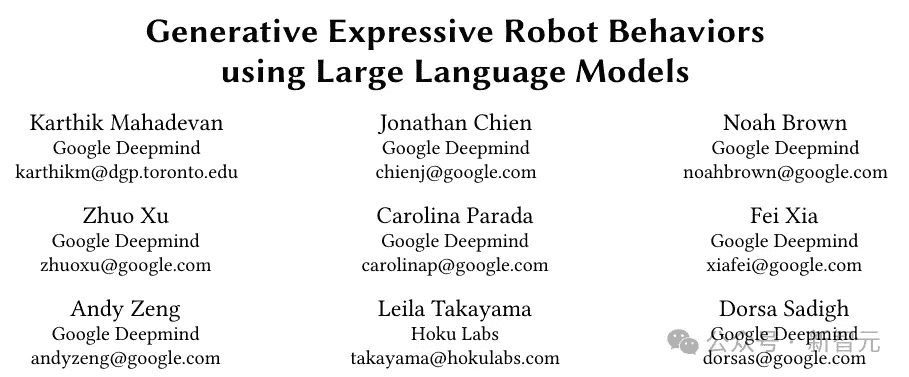 Generative Expressive Robot Behaviors
using Large Language Models
Karthik Mahadevan
Google Deepmind
karthikm@dgp.toronto.edu
Jonathan Chien
Google Deepmind
chienj@google.com
Noah Brown
Google Deepmind
noahbrown@google.com
Zhuo Xu
Google Deepmind
zhuoxu@google.com
Carolina Parada
Google Deepmind
carolinap@google.com
Fei Xia
Google Deepmind
xiafei@google.com
Andy Zeng
Google Deepmind
andyzeng@google.com
Leila Takayama
Hoku Labs
takayama@hokulabs.com
Dorsa Sadigh
Google Deepmind
dorsas@google.com
公众号 · 新智元